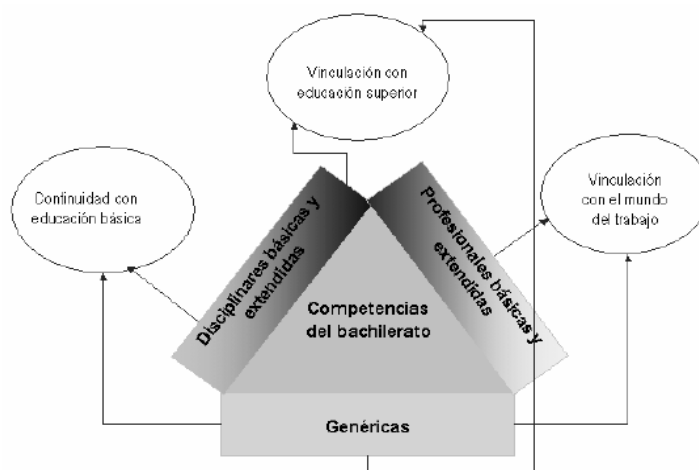 Vinculación con
educación superior
Continuidad con
educación básica
Vinculación
con el mundo
del trabajo
Disciplinares básicas y
extendidas
Profesionales básicas y
extendidas
Competencias
del bachilerato
Genéricas